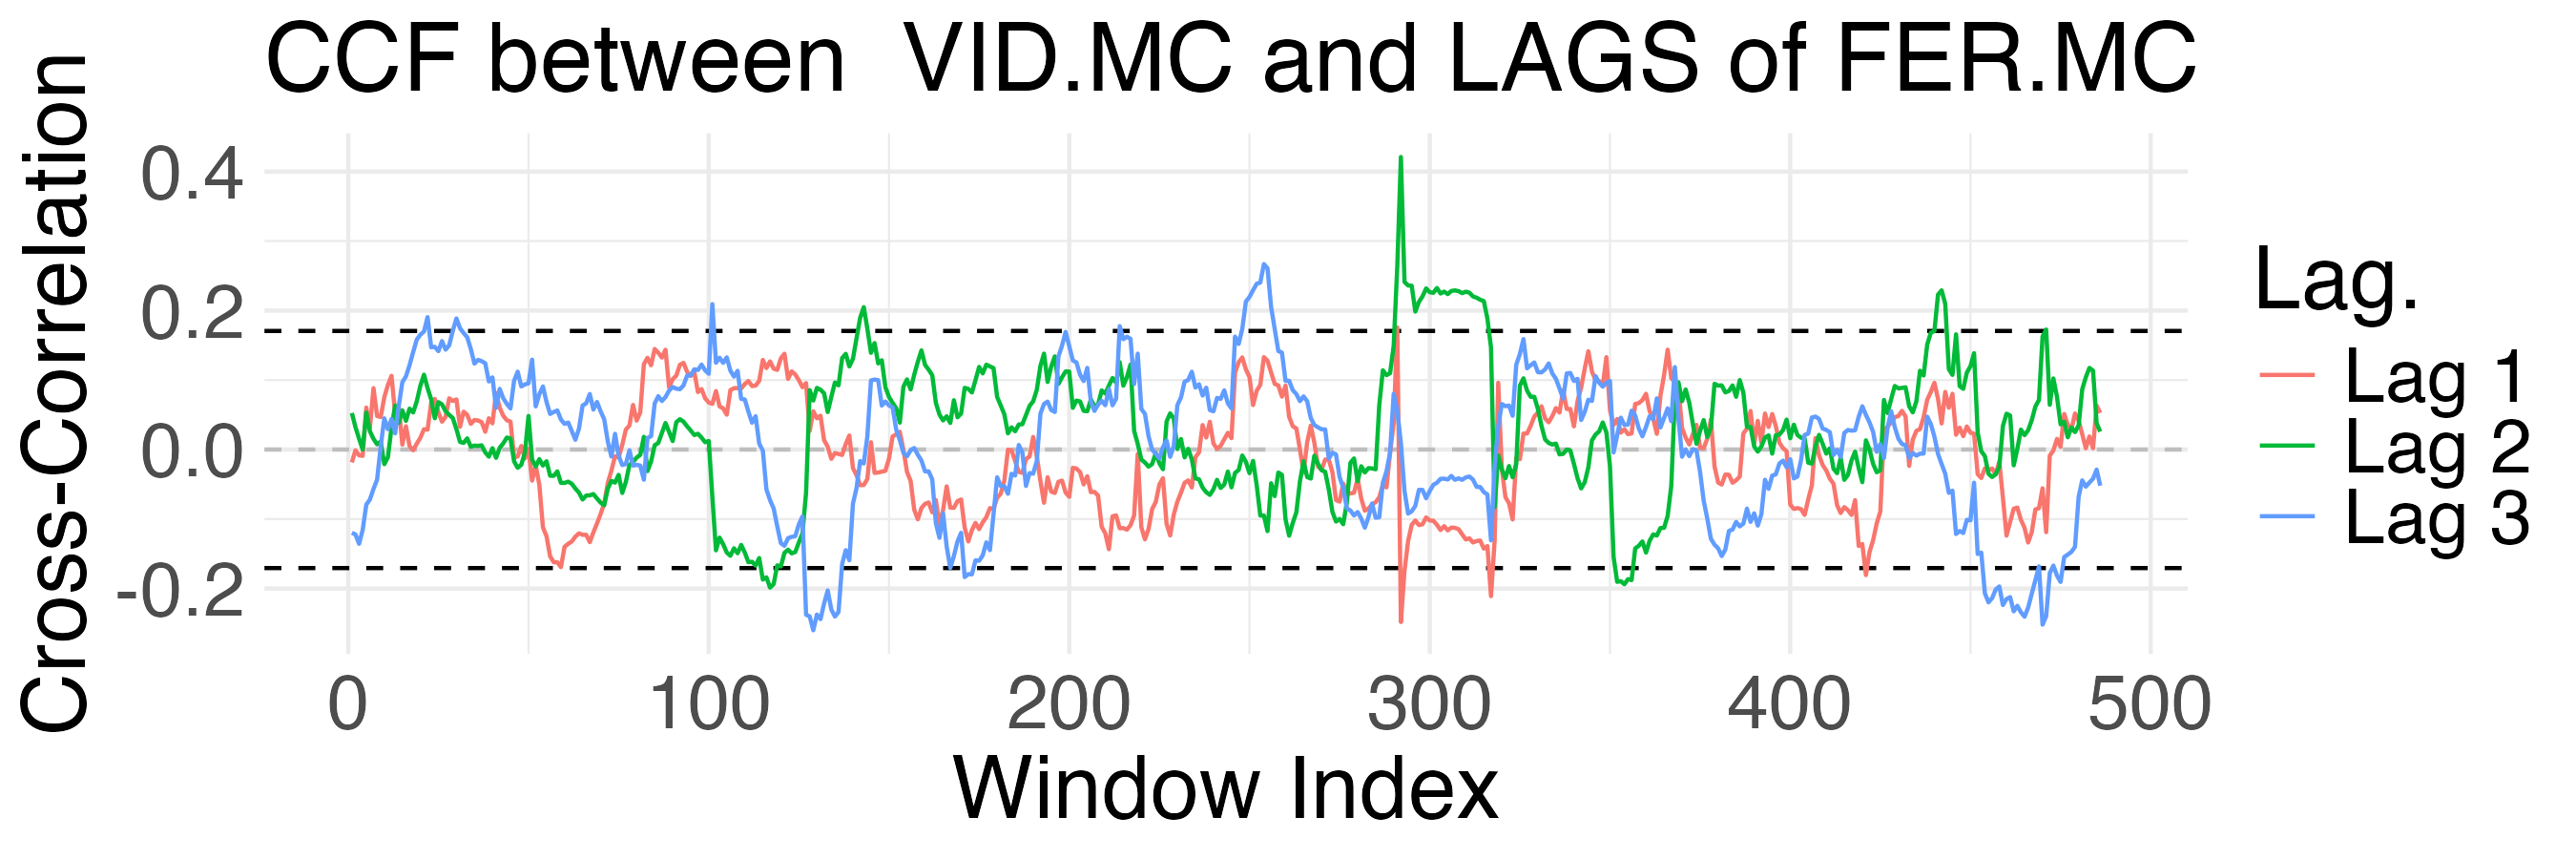 CCF between  VID.MC and LAGS of FER.MC
Cross-Correlation
0.4
0.2
0.0
-0.2
0
100
200
300
400
500
Window Index
Lag.
Lag 1
Lag 2
Lag 3